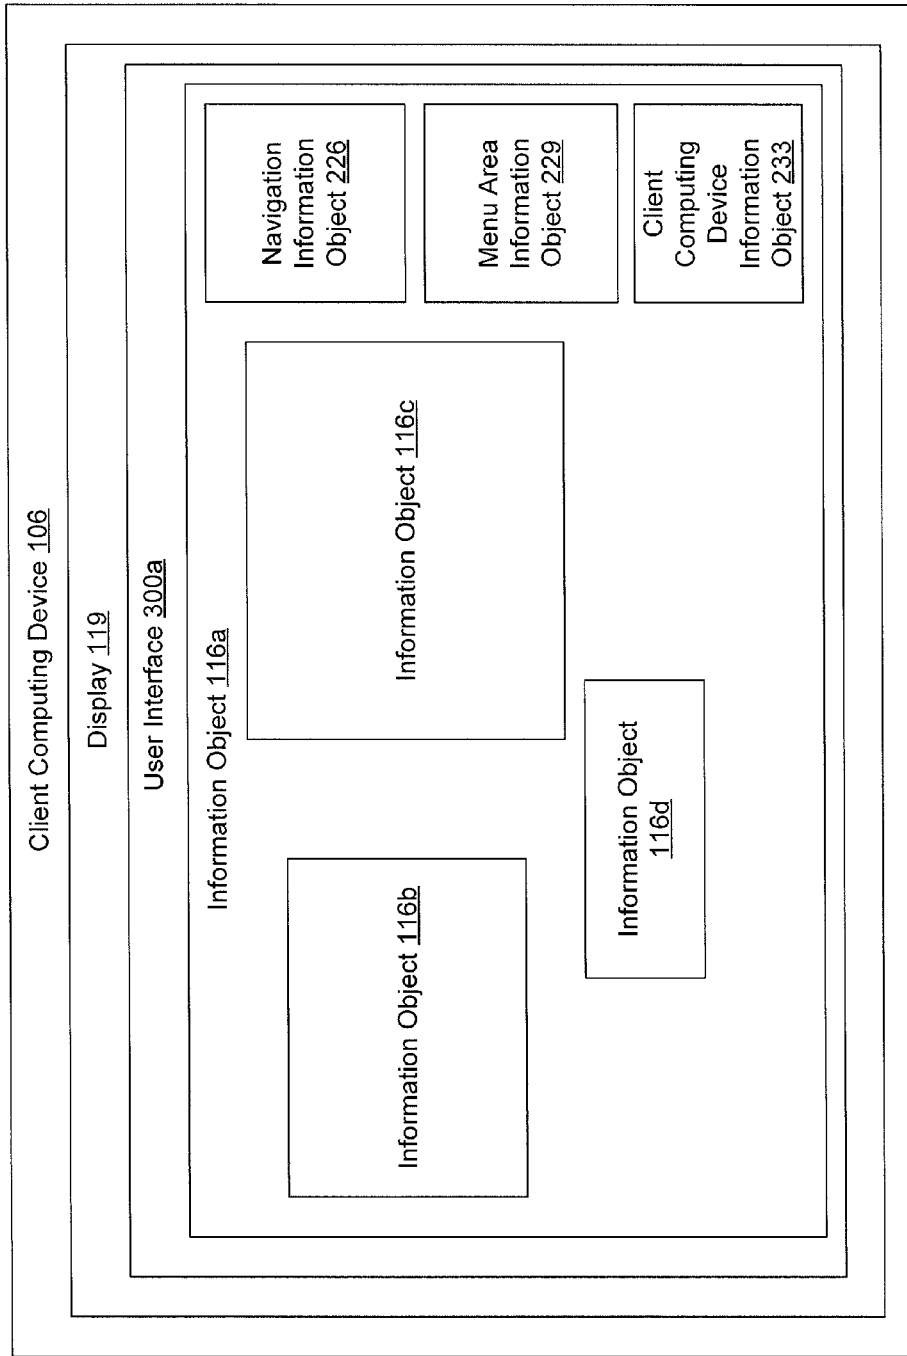 Client Computing Device 106
Display 119
User Interface 300a
Information Object 116a
Information Object 116b
Information Object 116c
Information Object
116d
Navigation
Information
Object 226
Menu Area
Information
Object 229
Client
Computing
Device
Information
Object 233